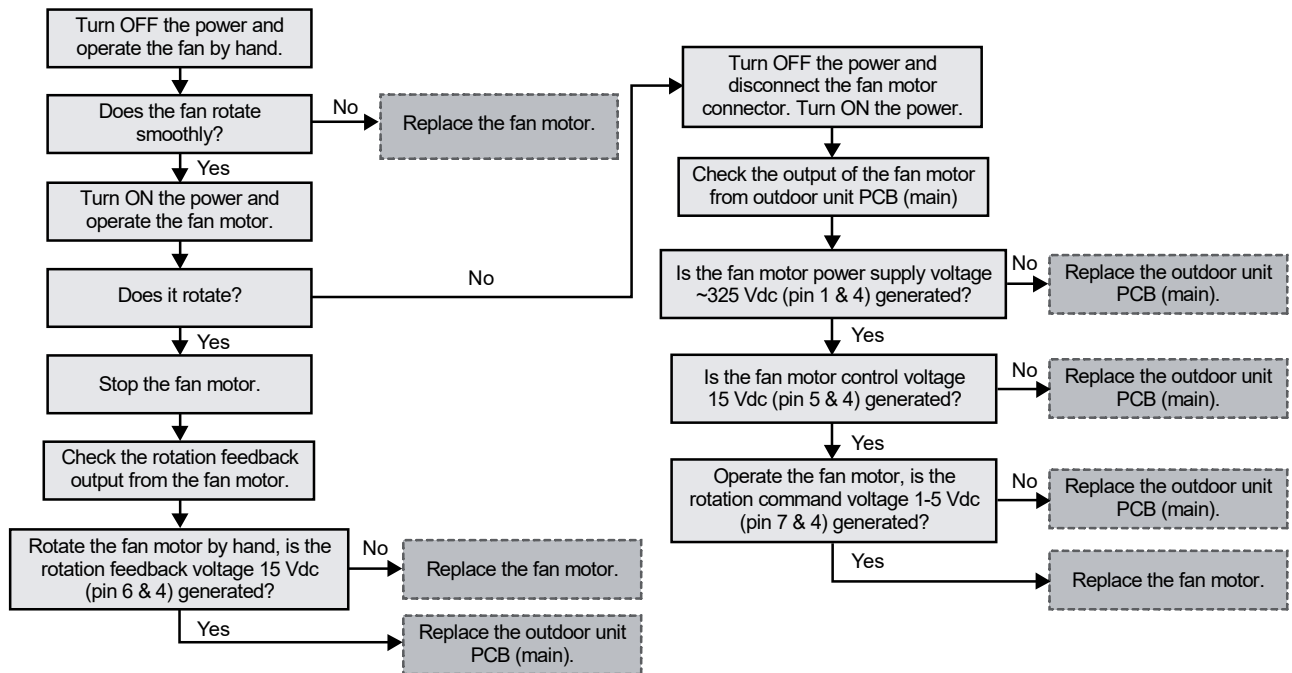 Turn OFF the power and
operate the fan by hand.
Does the fan rotate
smoothly?
No
Replace the fan motor.
Yes
Turn ON the power and
operate the fan motor.
Does it rotate?
No
Yes
Stop the fan motor.
Check the rotation feedback
output from the fan motor.
Rotate the fan motor by hand, is the
rotation feedback voltage 15 Vdc
(pin 6 & 4) generated?
No
Replace the fan motor.
Yes
Replace the outdoor unit
PCB (main).
Turn OFF the power and
disconnect the fan motor
connector. Turn ON the power.
Check the output of the fan motor
from outdoor unit PCB (main)
Is the fan motor power supply voltage
~325 Vdc (pin 1 & 4) generated?
No
Replace the outdoor unit
PCB (main).
Yes
Is the fan motor control voltage
15 Vdc (pin 5 & 4) generated?
No
Replace the outdoor unit
PCB (main).
Yes
Operate the fan motor, is the
rotation command voltage 1-5 Vdc
(pin 7 & 4) generated?
No
Replace the outdoor unit
PCB (main).
Yes
Replace the fan motor.